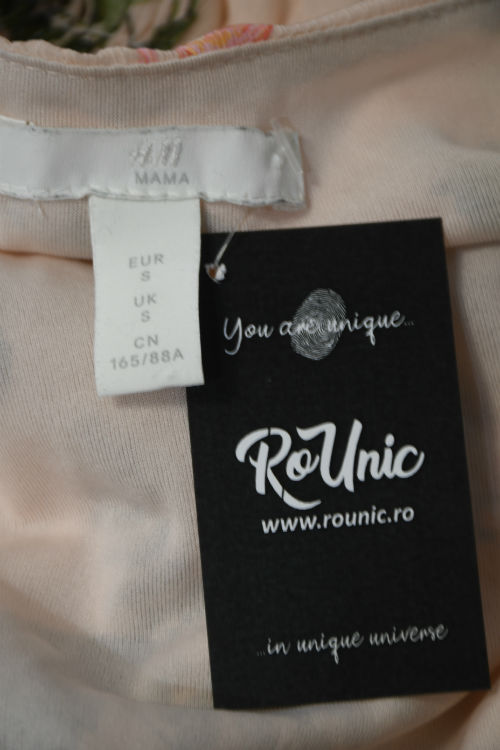 H&M
MAMA
EUR
S
UK
S
CN
165/88A
You are unique...
RoUnic
www.rounic.ro
...in unique universe